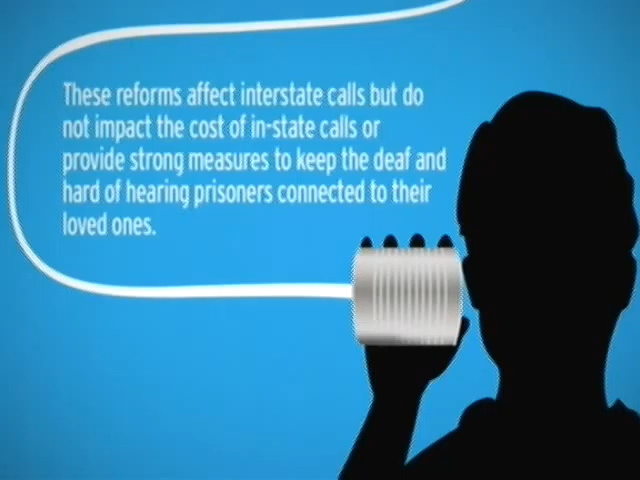 These reforms affect interstate calls but do
not impact the cost of in-state calls or
provide strong measures to keep the deaf and
hard of hearing prisoners connected to their
loved ones.